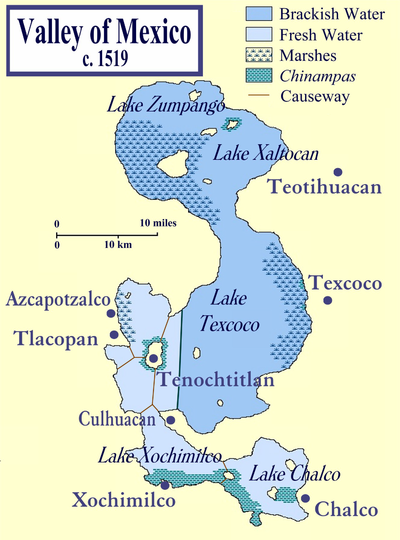 Valley of Mexico
c. 1519
Brackish Water
Fresh Water
Marshes
Chinampas
Causeway
Lake Zumpango
Lake Xaltocan
Teotihuacan
0 10 miles
0 10 km
Azcapotzalco
Tlacopan
Lake
Texcoco
Texcoco
Tenochtitlan
Culhuacan
Lake Xochimilco
Lake Chalco
Xochimilco
Chalco